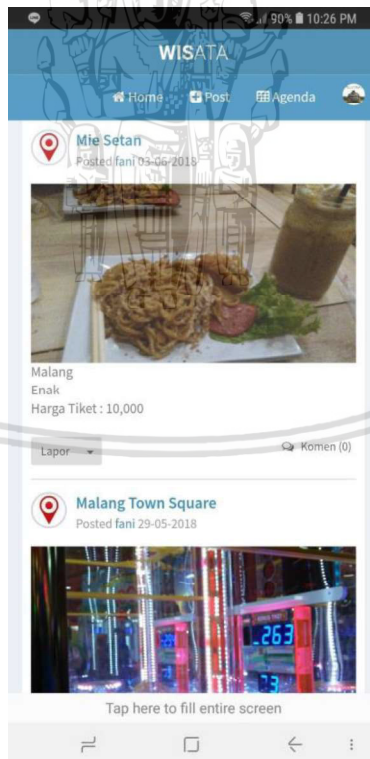 90% 10:26 PM
WISATA
Home Post Agenda
Mie Setan
Posted fani 03-06-2018
Malang
Enak
Harga Tiket : 10,000
Lapor Komen (0)
Malang Town Square
Posted fani 29-05-2018
263
Tap here to fill entire screen